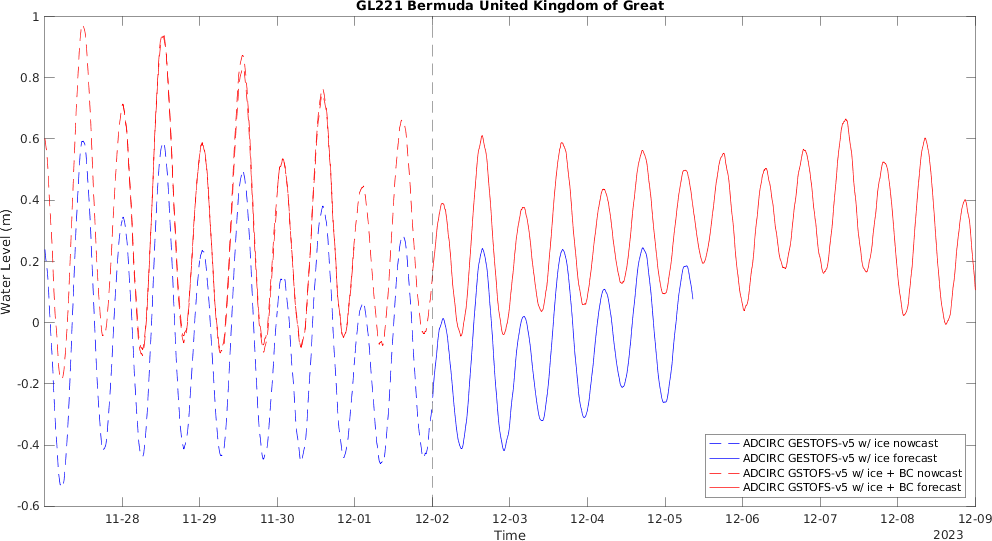 GL221 Bermuda United Kingdom of Great
1
0.8
0.6
0.4
0.2
0
-0.2
-0.4
-0.6
Water Level (m)
11-28 11-29 11-30 12-01 12-02 12-03 12-04 12-05 12-06 12-07 12-08 12-09
Time
2023
ADCIRC GESTOFS-v5 w/ ice nowcast
ADCIRC GESTOFS-v5 w/ ice forecast
ADCIRC GSTOFS-v5 w/ ice + BC nowcast
ADCIRC GSTOFS-v5 w/ ice + BC forecast